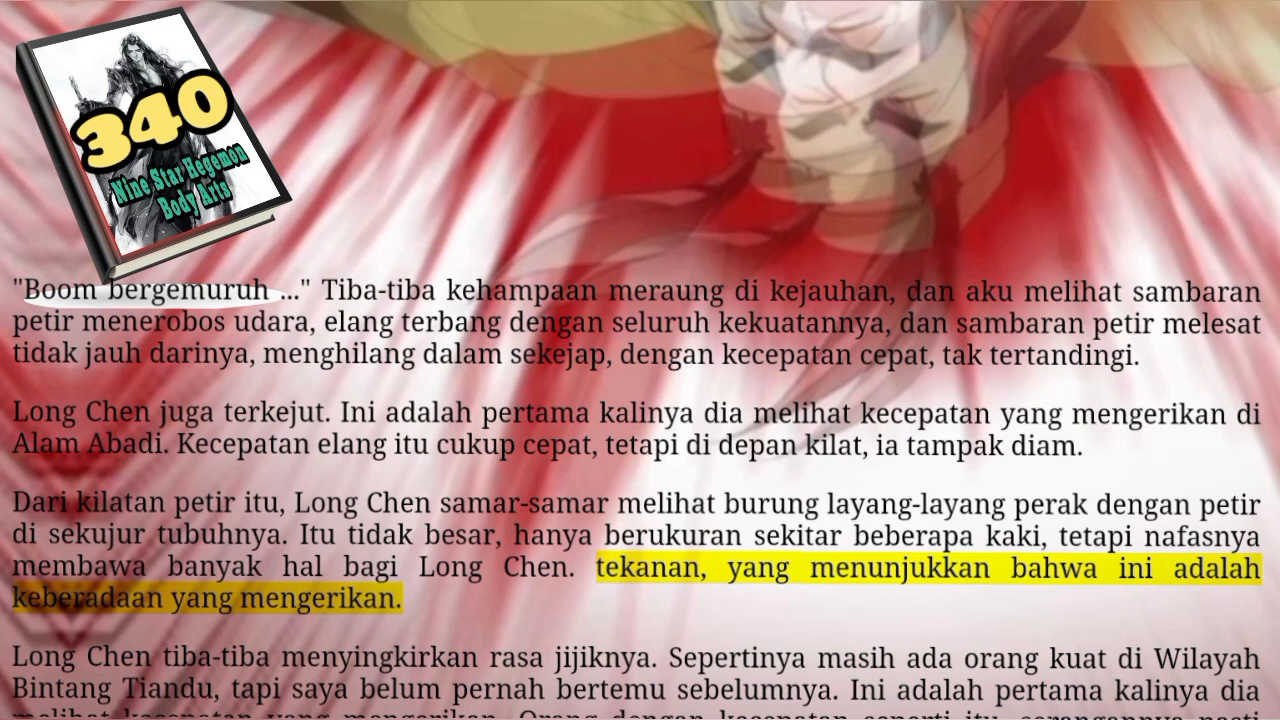 340
Nine Star Hegemon
Body Arts
"Boom bergemuruh ..." Tiba-tiba kehampaan meraung di kejauhan, dan aku melihat sambaran
petir menerobos udara, elang terbang dengan seluruh kekuatannya, dan sambaran petir melesat
tidak jauh darinya, menghilang dalam sekejap, dengan kecepatan cepat, tak tertandingi.
Long Chen juga terkejut. Ini adalah pertama kalinya dia melihat kecepatan yang mengerikan di
Alam Abadi. Kecepatan elang itu cukup cepat, tetapi di depan kilat, ia tampak diam.
Dari kilatan petir itu, Long Chen samar-samar melihat burung layang-layang perak dengan petir
di sekujur tubuhnya. Itu tidak besar, hanya berukuran sekitar beberapa kaki, tetapi nafasnya
membawa banyak hal bagi Long Chen. tekanan, yang menunjukkan bahwa ini adalah
keberadaan yang mengerikan.
Long Chen tiba-tiba menyingkirkan rasa jijiknya. Sepertinya masih ada orang kuat di Wilayah
Bintang Tiandu, tapi saya belum pernah bertemu sebelumnya. Ini adalah pertama kalinya dia